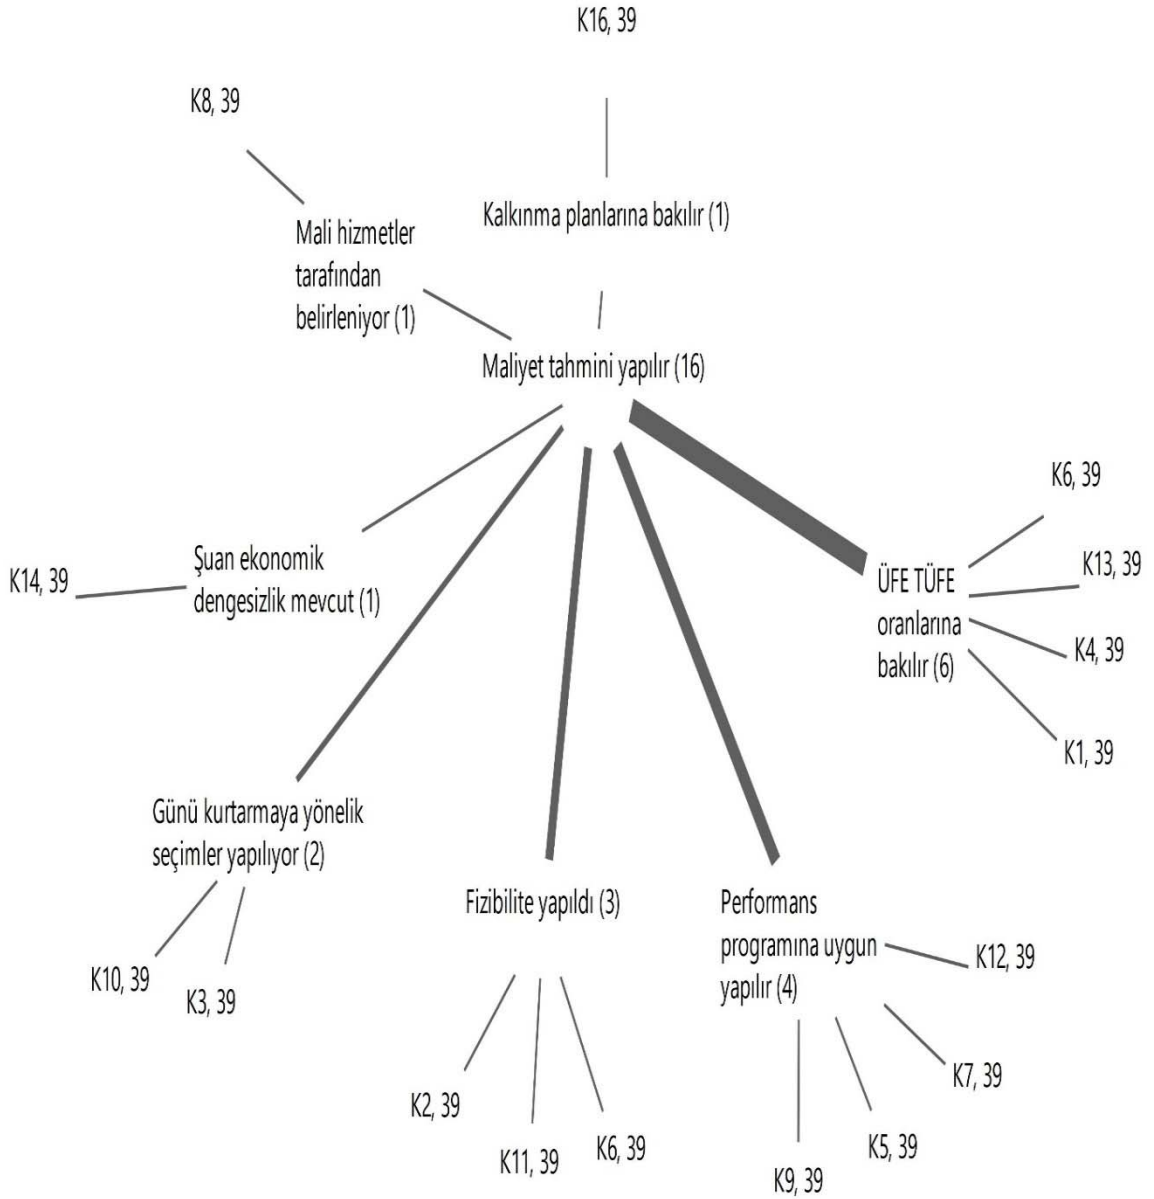 K16, 39
K8, 39
Kalkınma planlarına bakılır (1)
Mali hizmetler
tarafından
belirleniyor (1)
Maliyet tahmini yapılır (16)
K6, 39
K13, 39
ÜFE TÜFE
oranlarına
bakılır (6)
K4, 39
K1, 39
Şuan ekonomik
dengesizlik mevcut (1)
K14, 39
Günü kurtarmaya yönelik
seçimler yapılıyor (2)
K10, 39
K3, 39
Fizibilite yapıldı (3)
K2, 39
K11, 39
K6, 39
Performans
programına uygun
yapılır (4)
K12, 39
K7, 39
K5, 39
K9, 39